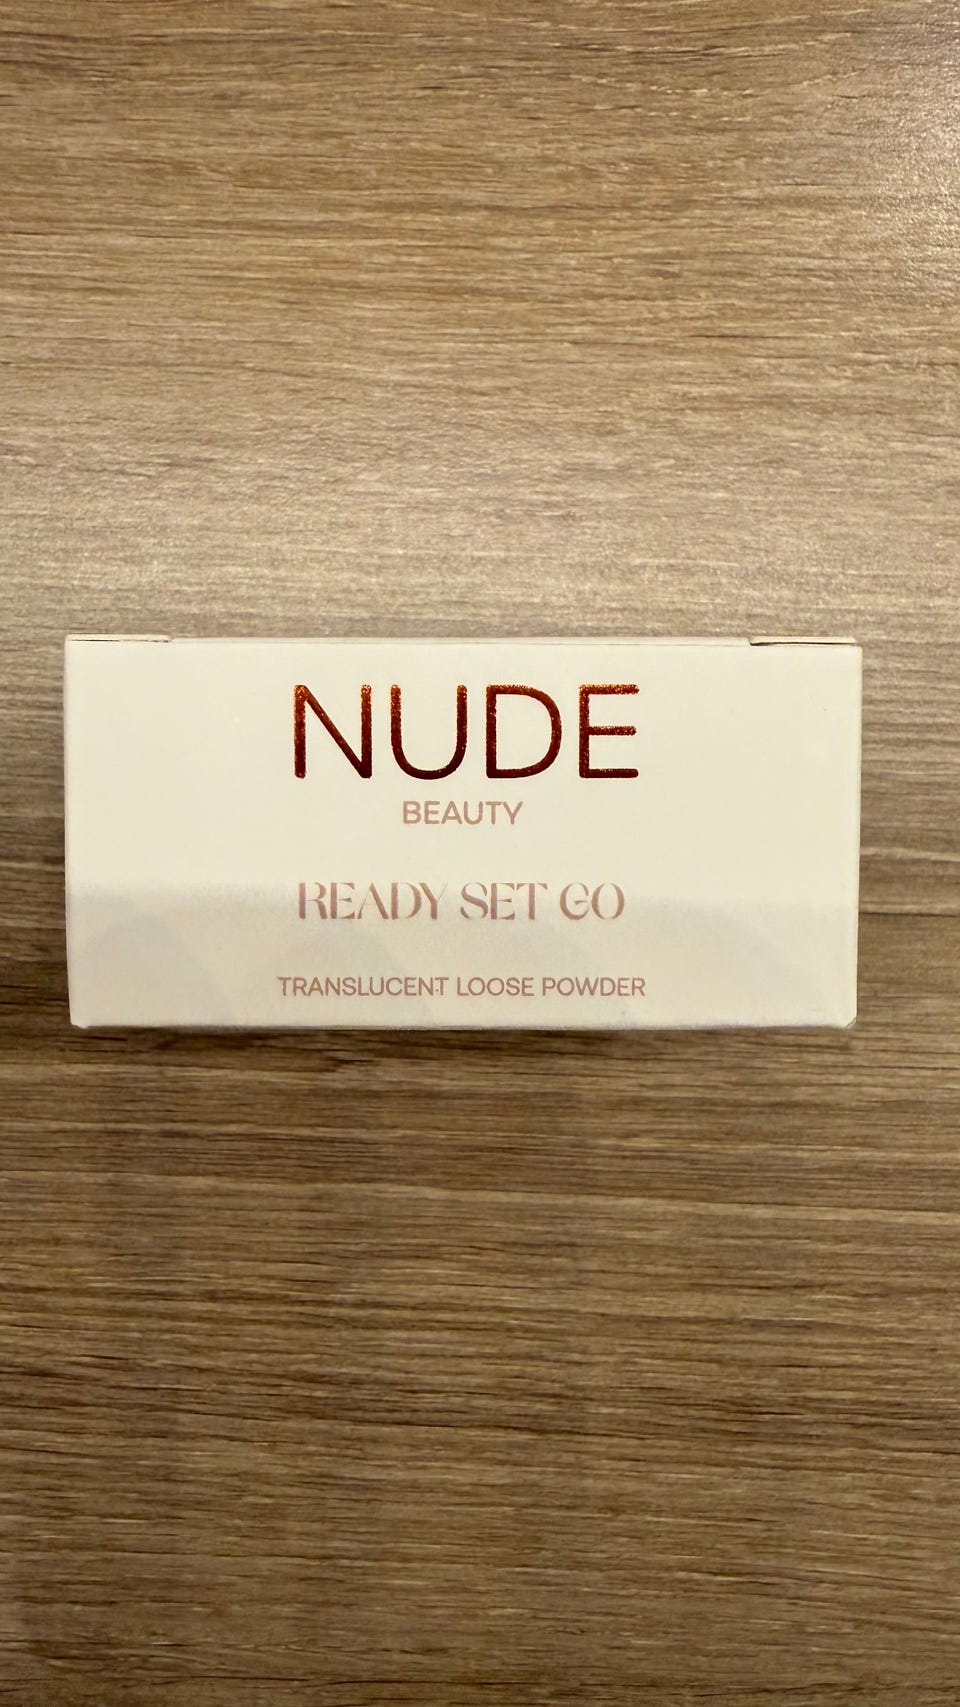 NUDE
BEAUTY
READY SET GO
TRANSLUCENT LOOSE POWDER